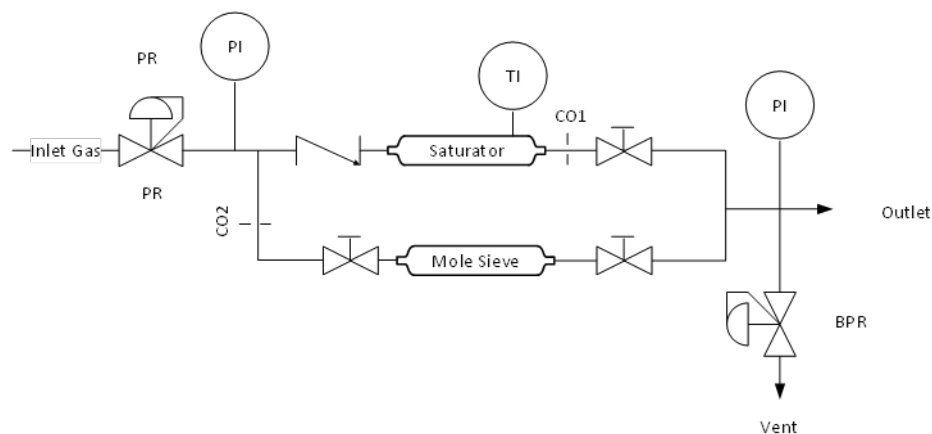 PR
PI
TI
PI
CO1
Inlet Gas
Saturator
PR
CO2
Outlet
Mole Sieve
BPR
Vent